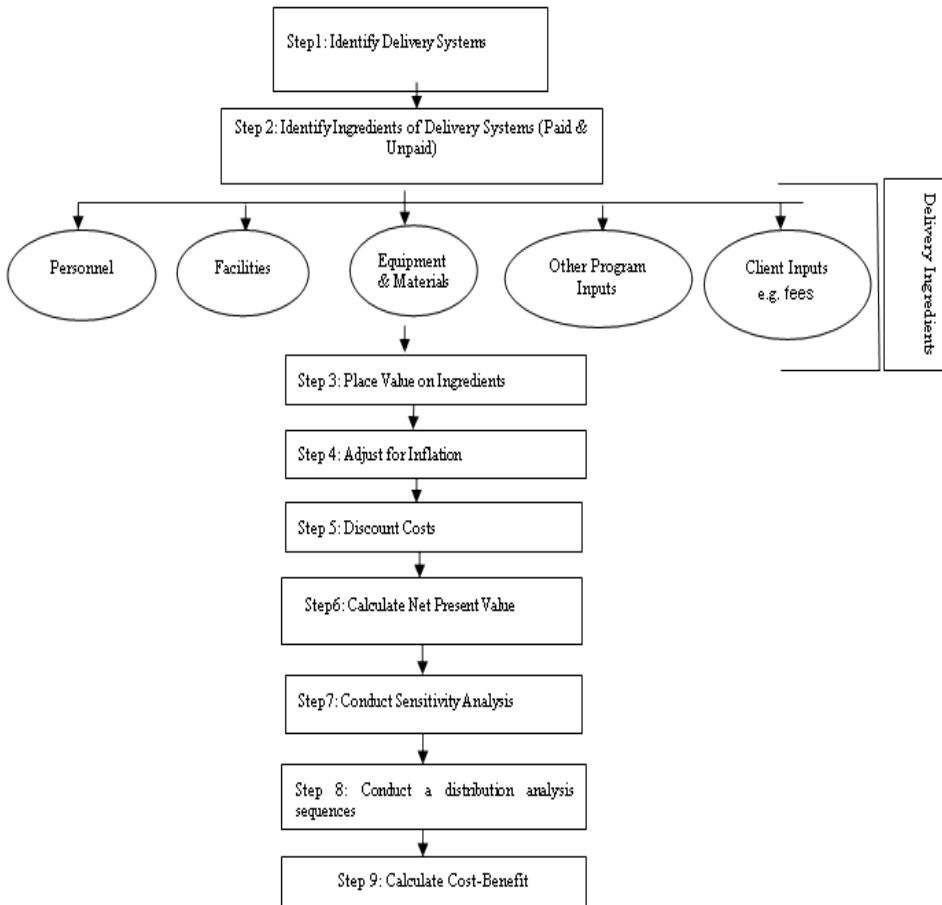 Step1: Identify Delivery Systems
Step 2: Identify Ingredients of Delivery Systems (Paid &
Unpaid)
Personnel
Facilities
Equipment
& Materials
Other Program
Inputs
Client Inputs
e.g. fees
Delivery Ingredients
Step 3: Place Value on Ingredients
Step 4: Adjust for Inflation
Step 5: Discount Costs
Step6: Calculate Net Present Value
Step7: Conduct Sensitivity Analysis
Step 8: Conduct a distribution analysis
sequences
Step 9: Calculate Cost-Benefit